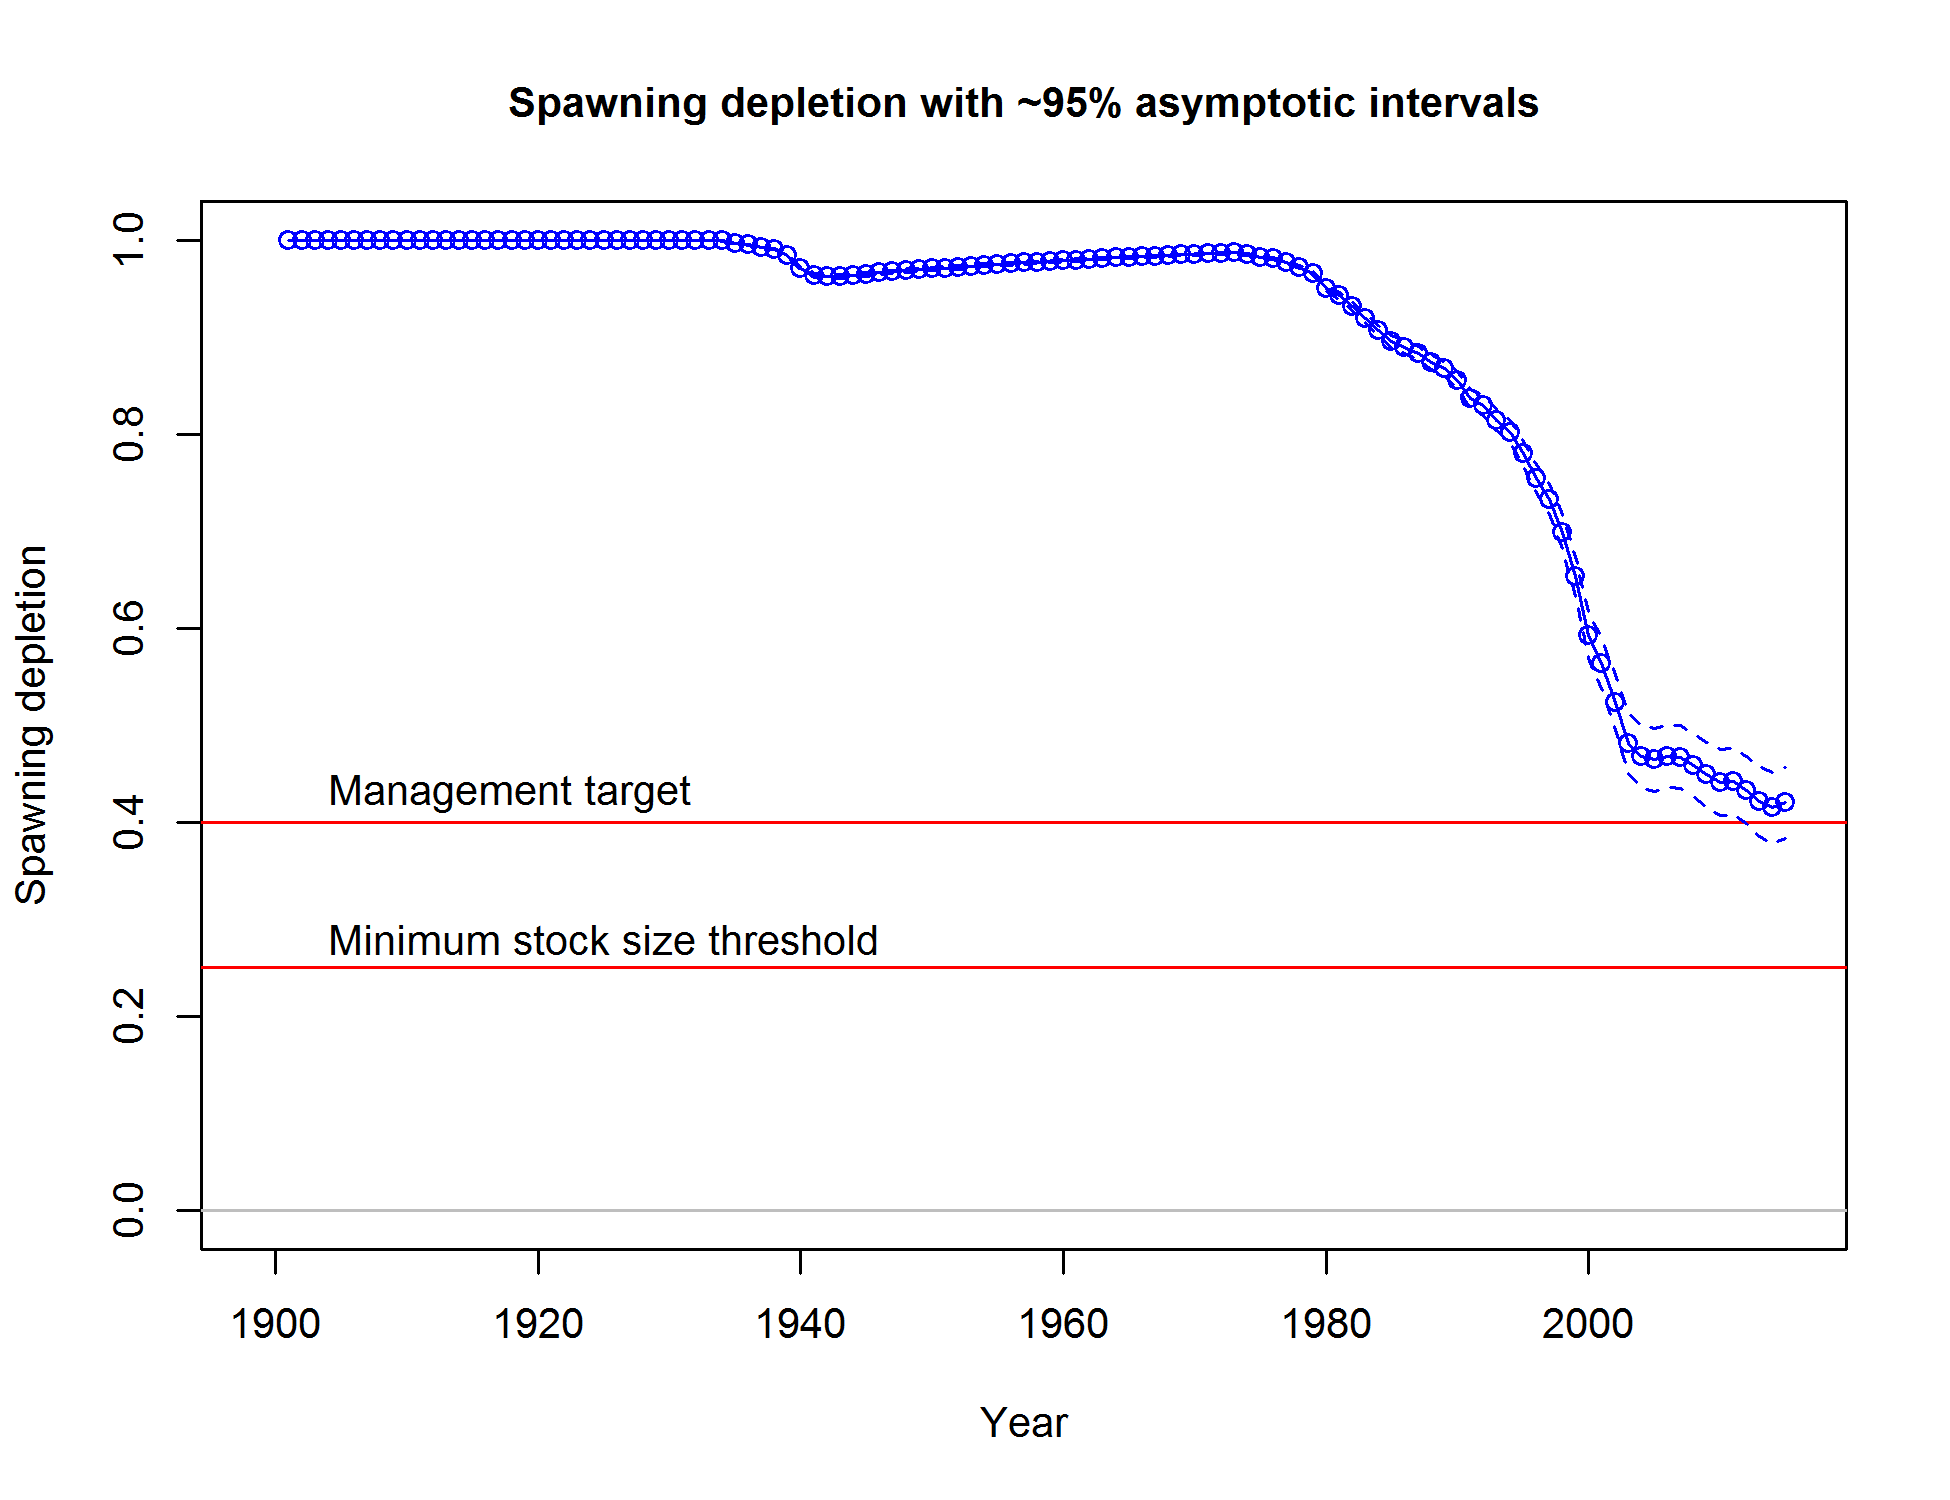 Spawning depletion with ~95% asymptotic intervals
Spawning depletion
1.0
0.8
0.6
0.4
0.2
0.0
Management target
Minimum stock size threshold
1900
1920
1940
1960
1980
2000
Year